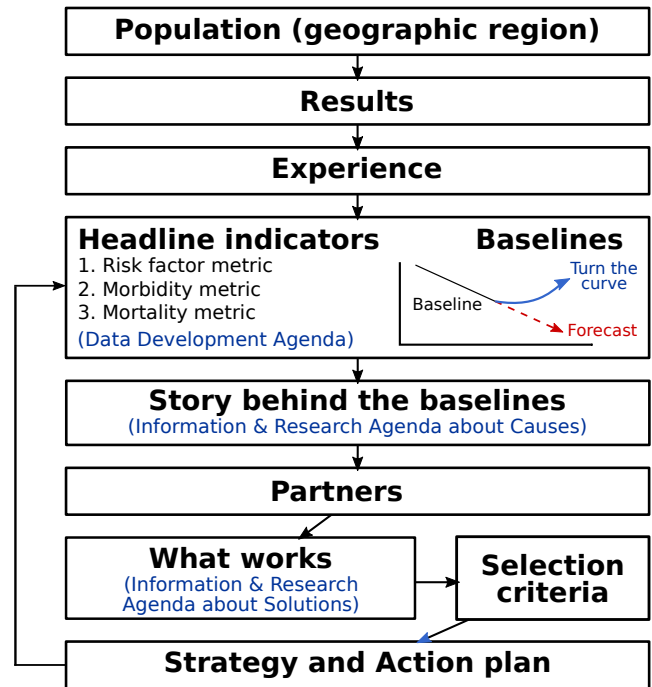 Population (geographic region)
Results
Experience
Headline indicators
1. Risk factor metric
2. Morbidity metric
3. Mortality metric
(Data Development Agenda)
Baselines
Turn the
curve
Baseline
Forecast
Story behind the baselines
(Information & Research Agenda about Causes)
Partners
What works
(Information & Research
Agenda about Solutions)
Selection
criteria
Strategy and Action plan